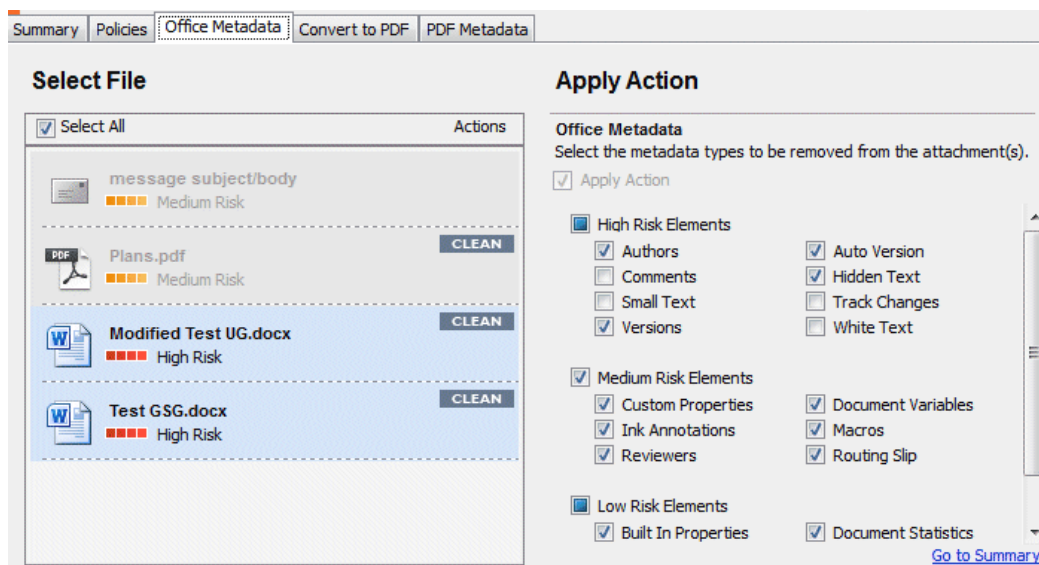 Summary Policies Office Metadata Convert to PDF PDF Metadata
Select File
Select All Actions
message subject/body
Medium Risk
CLEAN
PDF
Plans.pdf
Medium Risk
CLEAN
W
Modified Test UG.docx
High Risk
CLEAN
W
Test GSG.docx
High Risk
Apply Action
Office Metadata
Select the metadata types to be removed from the attachment(s).
Apply Action
High Risk Elements
Authors Auto Version
Comments Hidden Text
Small Text Track Changes
Versions White Text
Medium Risk Elements
Custom Properties Document Variables
Ink Annotations Macros
Reviewers Routing Slip
Low Risk Elements
Built In Properties Document Statistics
Go to Summary